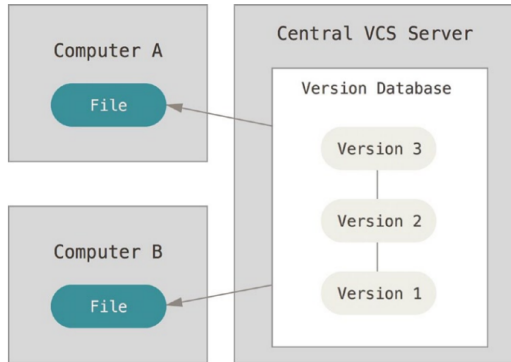 Computer A
File
Computer B
File
Central VCS Server
Version Database
Version 3
Version 2
Version 1